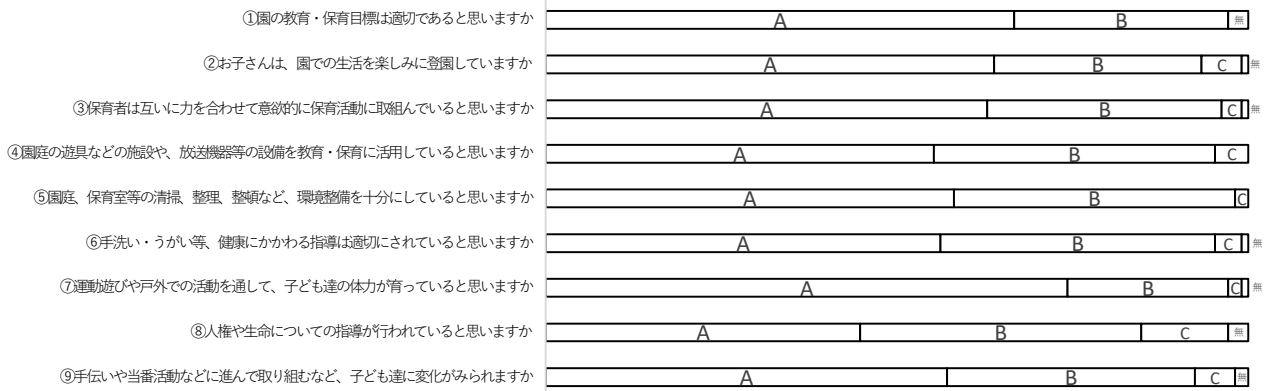 ①園の教育・保育目標は適切であると思いますか A B 無
②お子さんは、園での生活を楽しみに登園していますか A B C 無
③保育者は互いに力を合わせて意欲的に保育活動に取組んでいると思いますか A B C 無
④園庭の遊具などの施設や、放送機器等の設備を教育・保育に活用していると思いますか A B C
⑤園庭、保育室等の清掃、整理、整頓など、環境整備を十分にしていると思いますか A B C
⑥手洗い・うがい等、健康にかかわる指導は適切にされていると思いますか A B C 無
⑦運動遊びや戸外での活動を通して、子ども達の体力が育っていると思いますか A B C 無
⑧人権や生命についての指導が行われていると思いますか A B C 無
⑨手伝いや当番活動などに進んで取り組むなど、子ども達に変化がみられますか A B C 無